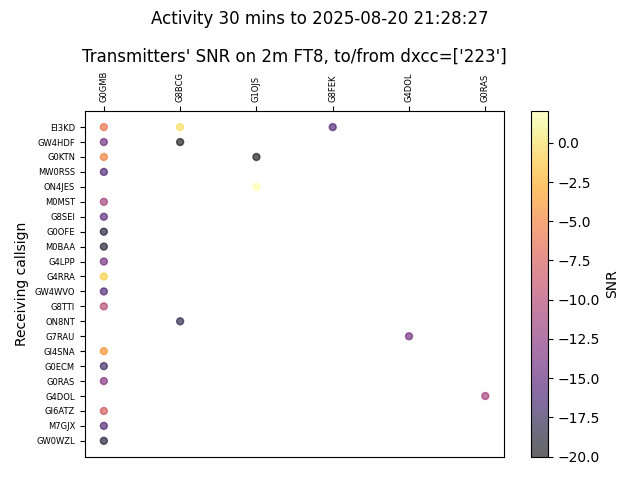 Activity 30 mins to 2025-08-20 21:28:27
Transmitters' SNR on 2m FT8, to/from dxcc=['223']
G0GMB
G8BCG
G1OJS
G8FEK
G4DOL
G0RAS
Receiving callsign
EI3KD
GW4HDF
G0KTN
MW0RSS
ON4JES
M0MST
G8SEI
G0OFE
M0BAA
G4LPP
G4RRA
GW4WVO
G8TTI
ON8NT
G7RAU
GI4SNA
G0ECM
G0RAS
G4DOL
GI6ATZ
M7GJX
GW0WZL
0.0
−2.5
−5.0
−7.5
−10.0
−12.5
−15.0
−17.5
−20.0
SNR